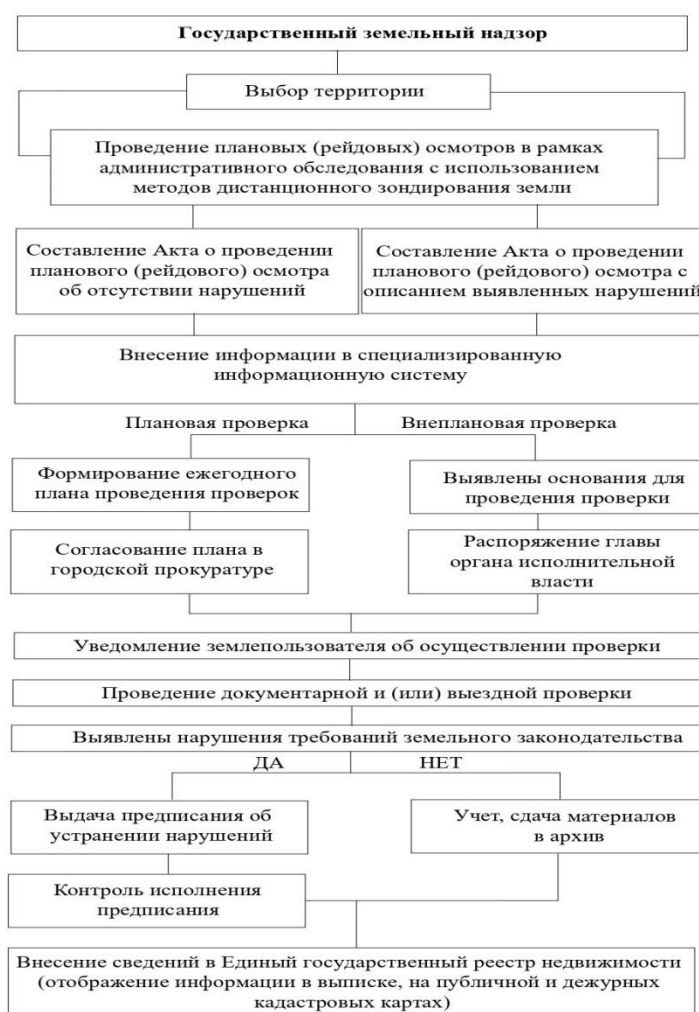 Государственный земельный надзор
Выбор территории
Проведение плановых (рейдовых) осмотров в рамках
административного обследования с использованием
методов дистанционного зондирования земли
Составление Акта о проведении
планового (рейдового) осмотра
об отсутствии нарушений
Составление Акта о проведении
планового (рейдового) осмотра с
описанием выявленных нарушений
Внесение информации в специализированную
информационную систему
Плановая проверка
Внеплановая проверка
Формирование ежегодного
плана проведения проверок
Выявлены основания для
проведения проверки
Согласование плана в
городской прокуратуре
Распоряжение главы
органа исполнительной
власти
Уведомление землепользователя об осуществлении проверки
Проведение документарной и (или) выездной проверки
Выявлены нарушения требований земельного законодательства
ДА
НЕТ
Выдача предписания об
устранении нарушений
Учет, сдача материалов
в архив
Контроль исполнения
предписания
Внесение сведений в Единый государственный реестр недвижимости
(отображение информации в выписке, на публичной и дежурных
кадастровых картах)